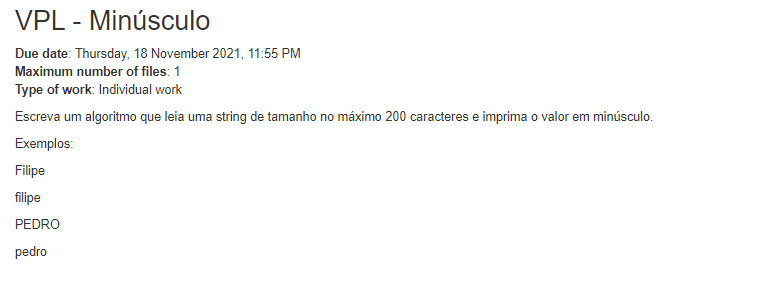 VPL - Minúsculo
Due date: Thursday, 18 November 2021, 11:55 PM
Maximum number of files: 1
Type of work: Individual work
Escreva um algoritmo que leia uma string de tamanho no máximo 200 caracteres e imprima o valor em minúsculo.
Exemplos:
Filipe
filipe
PEDRO
pedro